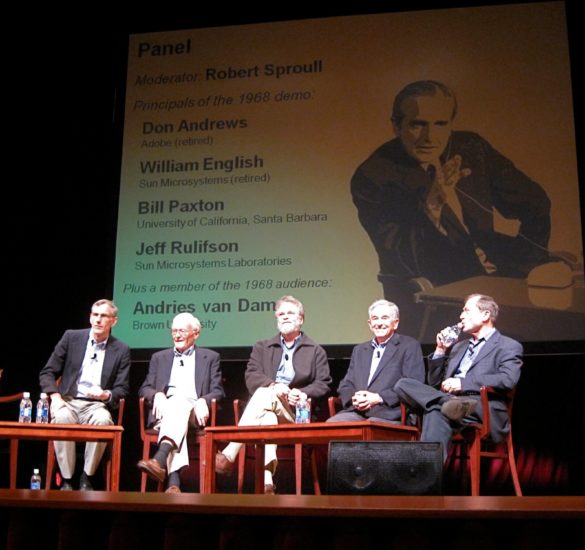 Panel
Moderator: Robert Sproull
Principals of the 1968 demo:
Don Andrews
Adobe (retired)
William English
Sun Microsystems (retired)
Bill Paxton
University of California, Santa Barbara
Jeff Rulifson
Sun Microsystems Laboratories
Plus a member of the 1968 audience:
Andries van Dam
Brown University